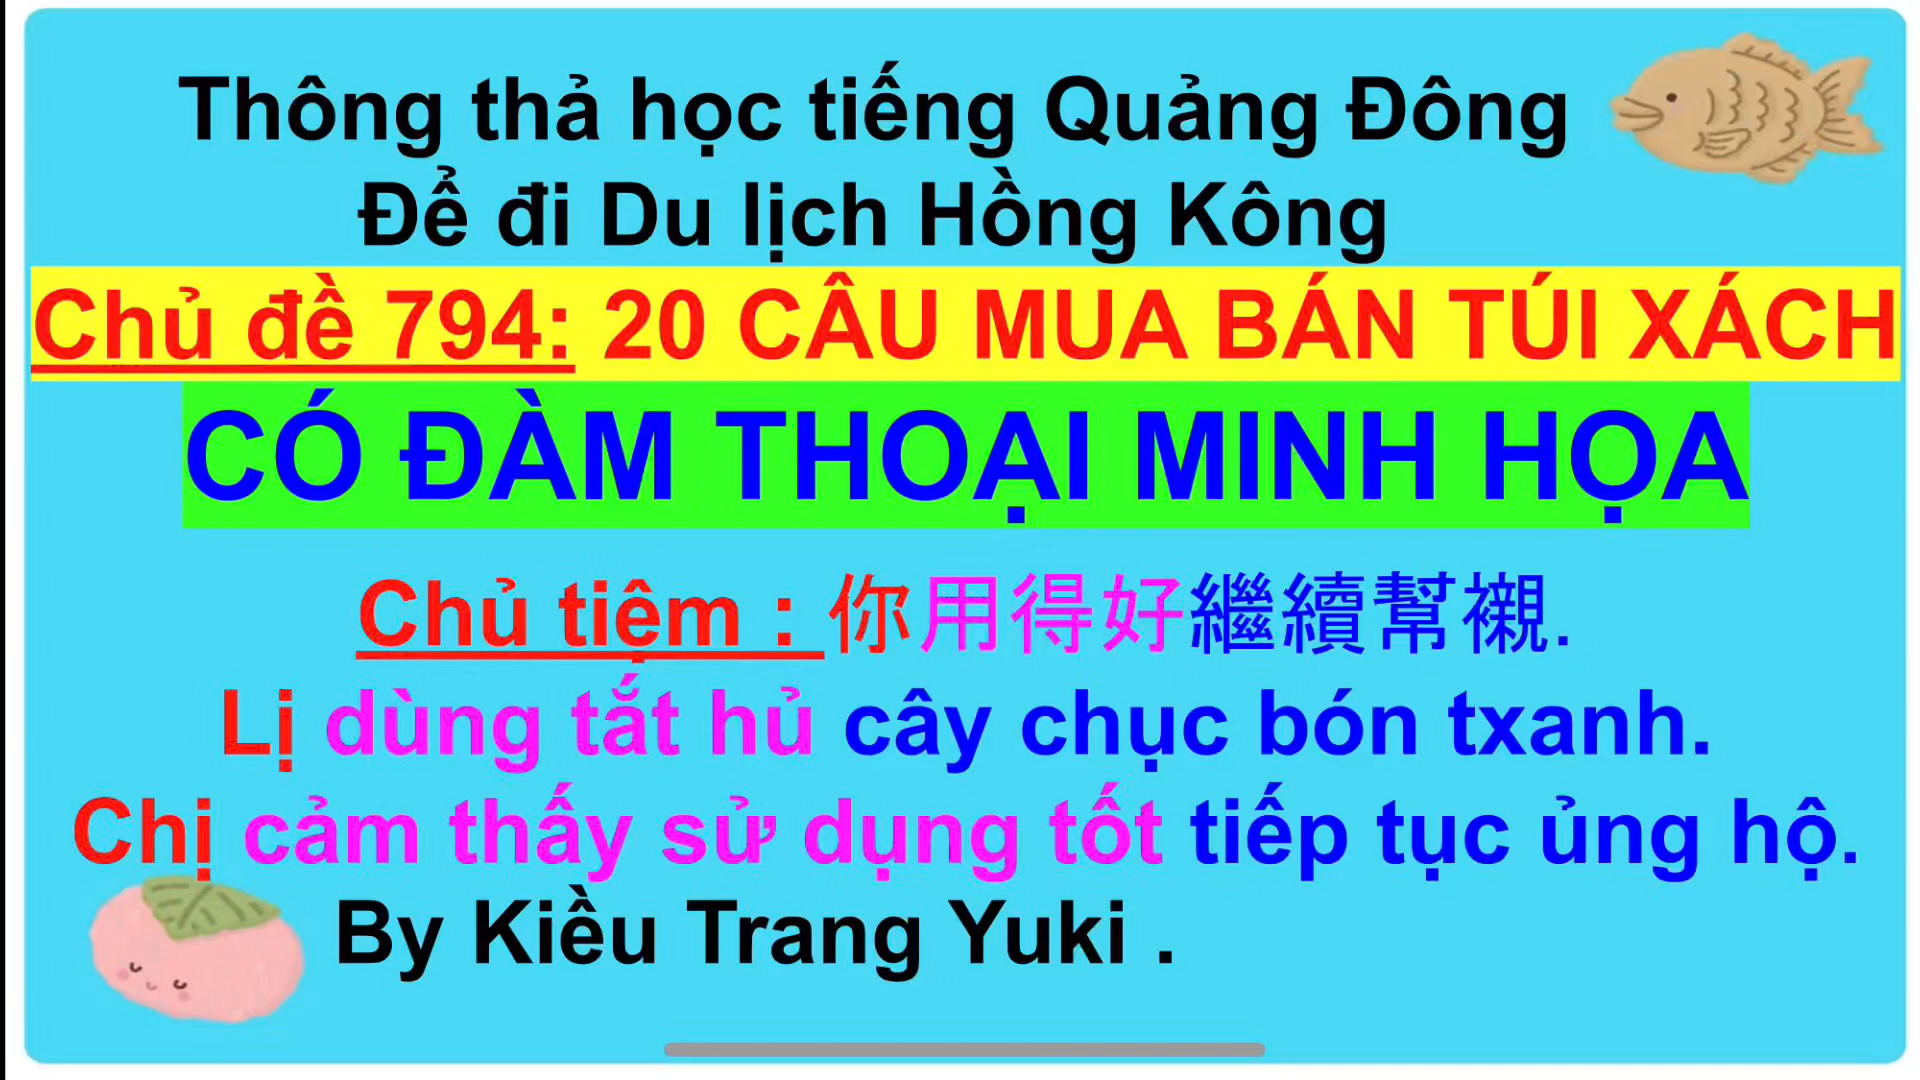 Thông thả học tiếng Quảng Đông
Để đi Du lịch Hồng Kông
Chủ đề 794: 20 CÂU MUA BÁN TÚI XÁCH
CÓ ĐÀM THOẠI MINH HỌA
Chủ tiệm : 你用得好繼續幫襯.
Lị dùng tắt hủ cây chục bón txanh.
Chị cảm thấy sử dụng tốt tiếp tục ủng hộ.
By Kiều Trang Yuki .